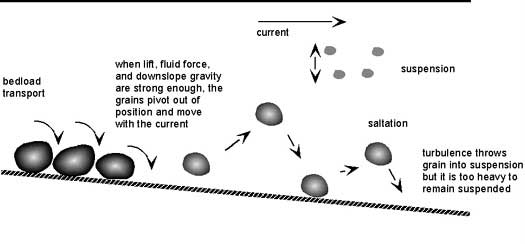 current
when lift, fluid force,
and downslope gravity
are strong enough, the
grains pivot out of
position and move
with the current
bedload
transport
suspension
saltation
turbulence throws
grain into suspension
but it is too heavy to
remain suspended